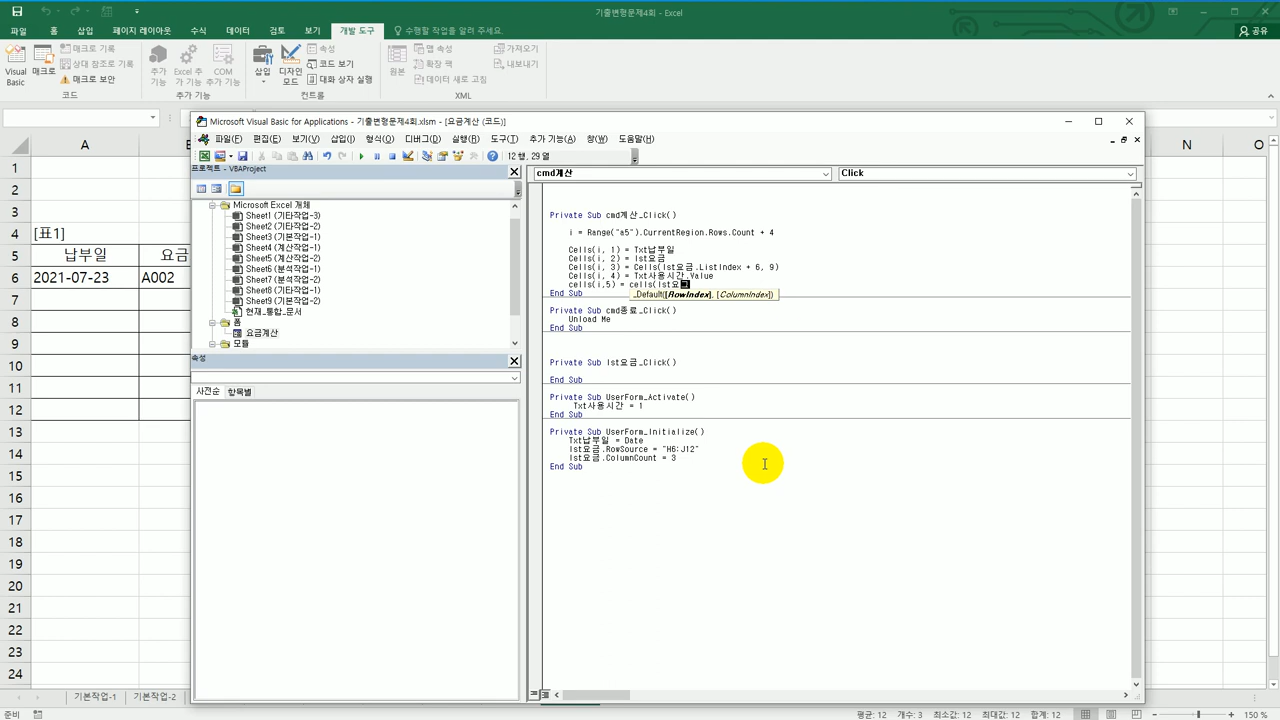 기출변형문제4회 - Excel
파일 홈 삽입 페이지 레이아웃 수식 데이터 검토 보기 개발 도구 수행할 작업을 알려 주세요. 공유
Visual Basic 매크로 매크로 기록 상대 참조로 기록 매크로 보안
추가 기능 Excel 추가 기능 COM 추가 기능
삽입 디자인 모드 속성 코드 보기 대화 상자 실행
원본 맵 속성 확장 팩 데이터 새로 고침 가져오기 내보내기
코드 추가 기능 컨트롤 XML
Microsoft Visual Basic for Applications - 기출변형문제4회.xlsm - [요금계산 (코드)]
파일(F) 편집(E) 보기(V) 삽입(I) 형식(O) 디버그(D) 실행(R) 도구(T) 추가 기능(A) 창(W) 도움말(H)
12 행, 29 열
프로젝트 - VBAProject
Microsoft Excel 개체
Sheet1 (기타작업-3)
Sheet2 (기타작업-2)
Sheet3 (기본작업-1)
Sheet4 (계산작업-1)
Sheet5 (계산작업-2)
Sheet6 (분석작업-1)
Sheet7 (분석작업-2)
Sheet8 (기타작업-1)
Sheet9 (기본작업-2)
현재_통합_문서
폼
요금계산
모듈
속성
사전순 항목별
cmd계산 Click
Private Sub cmd계산_Click()
i = Range("a5").CurrentRegion.Rows.Count + 4
Cells(i, 1) = Txt납부일
Cells(i, 2) = lst요금
Cells(i, 3) = Cells(lst요금.ListIndex + 6, 9)
Cells(i, 4) = Txt사용시간.Value
cells(i,5) = cells(lst요그
_Default([RowIndex], [ColumnIndex])
End Sub
Private Sub cmd종료_Click()
Unload Me
End Sub
Private Sub lst요금_Click()
End Sub
Private Sub UserForm_Activate()
Txt사용시간 = 1
End Sub
Private Sub UserForm_Initialize()
Txt납부일 = Date
lst요금.RowSource = "H6:J12"
lst요금.ColumnCount = 3
End Sub
A E N O
1
2
3
4 [표1]
5 납부일 요금
6 2021-07-23 A002
7
8
9
10
11
12
13
14
15
16
17
18
19
20
21
22
23
24
기본작업-1 기본작업-2
준비 평균: 12 개수: 3 최소값: 12 최대값: 12 합계: 12 150 %